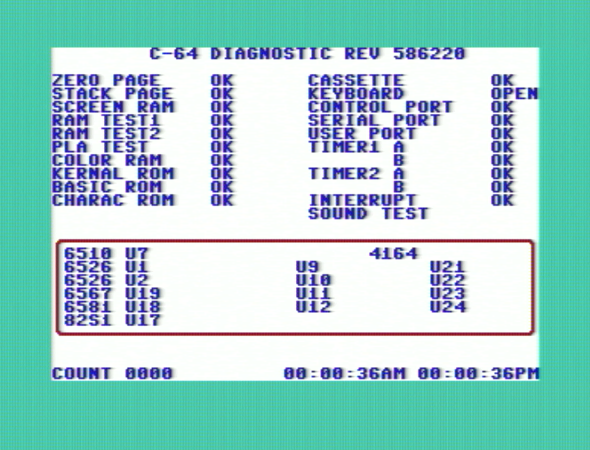 C-64 DIAGNOSTIC REV 586220
ZERO PAGE OK CASSETTE OK
STACK PAGE OK KEYBOARD OPEN
SCREEN RAM OK CONTROL PORT OK
RAM TEST1 OK SERIAL PORT OK
RAM TEST2 OK USER PORT OK
PLA TEST OK TIMER1 A OK
COLOR RAM OK B OK
KERNAL ROM OK TIMER2 A OK
BASIC ROM OK B OK
CHARAC ROM OK INTERRUPT OK
SOUND TEST
6510 U7 4164
6526 U1 U9 U21
6526 U2 U10 U22
6567 U19 U11 U23
6581 U18 U12 U24
82S1 U17
COUNT 0000 00:00:36AM 00:00:36PM